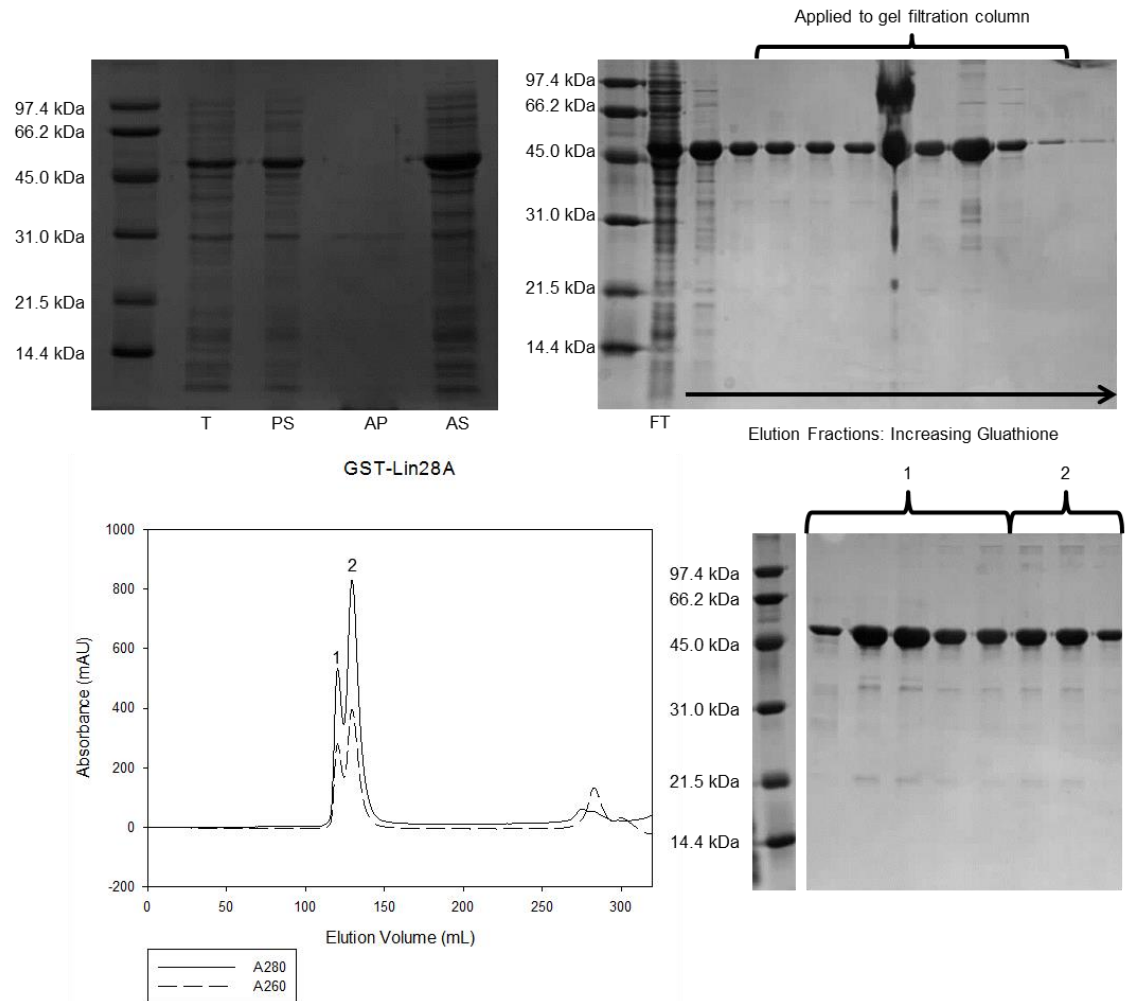 97.4 kDa
66.2 kDa
45.0 kDa
31.0 kDa
21.5 kDa
14.4 kDa
T PS AP AS
Applied to gel filtration column
97.4 kDa
66.2 kDa
45.0 kDa
31.0 kDa
21.5 kDa
14.4 kDa
FT
Elution Fractions: Increasing Gluathione
GST-Lin28A
Absorbance (mAU)
1000
800
600
400
200
0
-200
1
2
0 50 100 150 200 250 300
Elution Volume (mL)
A280
A260
1 2
97.4 kDa
66.2 kDa
45.0 kDa
31.0 kDa
21.5 kDa
14.4 kDa